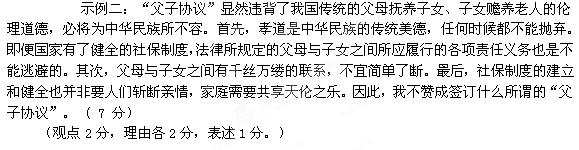 示例二：“父子协议”显然违背了我国传统的父母抚养子女、子女赡养老人的伦
理道德，必将为中华民族所不容。首先，孝道是中华民族的传统美德，任何时都不能抛弃。
即便国家有了健全的社保制度，法律所规定的父母与子女之间所应履行的各项责任义务也是不
能逃避的。其次，父母与子女之间有千丝万缕的联系，不宜简单了断。最后，社保制度的建立
和健全也并非要人们斩断亲情，家庭需要共享天伦之乐。因此，我不赞成签订什么所谓的“父
子协议”。（７分）
（观点２分，理由各２分，表述１分。）